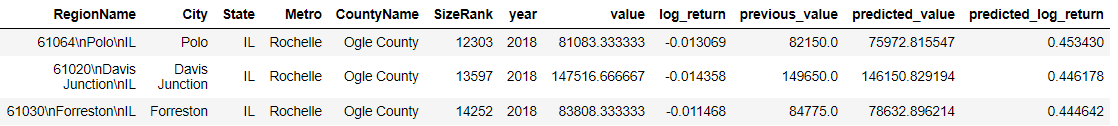 RegionName City State Metro CountyName SizeRank year value log_return previous_value predicted_value predicted_log_return
61064\nPolo\nIL Polo IL Rochelle Ogle County 12303 2018 81083.333333 -0.013069 82150.0 75972.815547 0.453430
61020\nDavis Junction\nIL Davis Junction IL Rochelle Ogle County 13597 2018 147516.666667 -0.014358 149650.0 146150.829194 0.446178
61030\nForreston\nIL Forreston IL Rochelle Ogle County 14252 2018 83808.333333 -0.011468 84775.0 78632.896214 0.444642